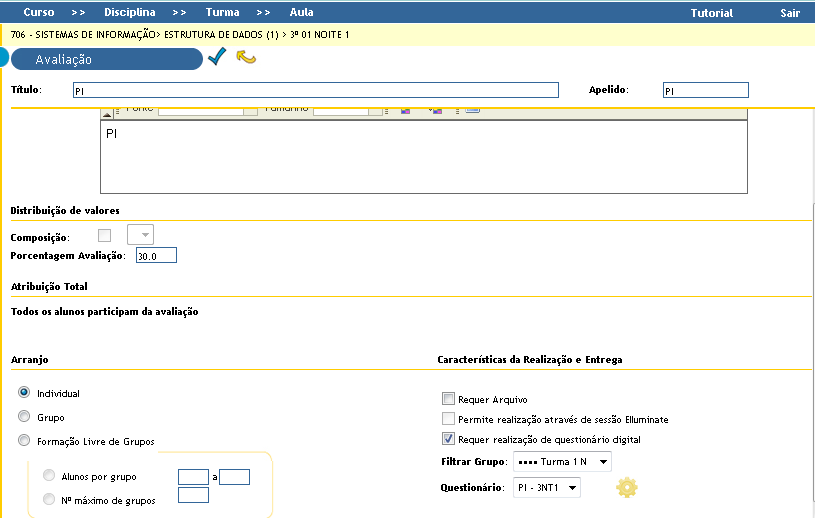 Curso >> Disciplina >> Turma >> Aula Tutorial Sair
706 - SISTEMAS DE INFORMAÇÃO> ESTRUTURA DE DADOS (1) > 3º 01 NOITE 1
Avaliação
Título: PI Apelido: PI
Fonte Tamanho
PI
Distribuição de valores
Composição:
Porcentagem Avaliação: 30.0
Atribuição Total
Todos os alunos participam da avaliação
Arranjo
Individual
Grupo
Formação Livre de Grupos
Alunos por grupo a
Nº máximo de grupos
Características da Realização e Entrega
Requer Arquivo
Permite realização através de sessão Elluminate
Requer realização de questionário digital
Filtrar Grupo: •••• Turma 1 N
Questionário: PI - 3NT1